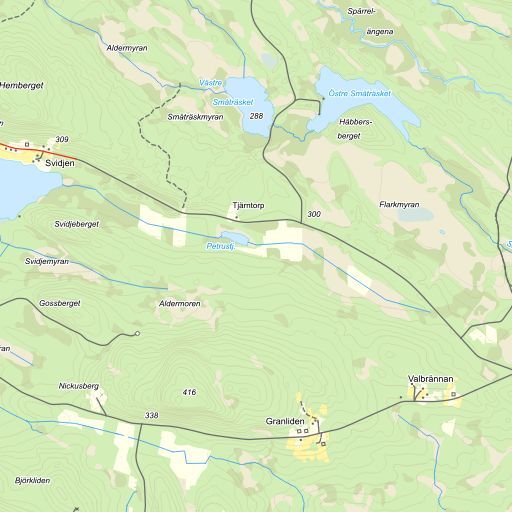 Spärrel-
ängena
Aldermyran
Västre
Småträsket
Östre Småträsket
Hemberget
Småträskmyran
288
Häbbers-
berget
309
Svidjen
Tjärntorp
300
Flarkmyran
Svidjeberget
Petrustj.
Svidjemyran
Gossberget
Aldermoren
Valbrännan
Nickusberg
416
338
Granliden
Björkliden